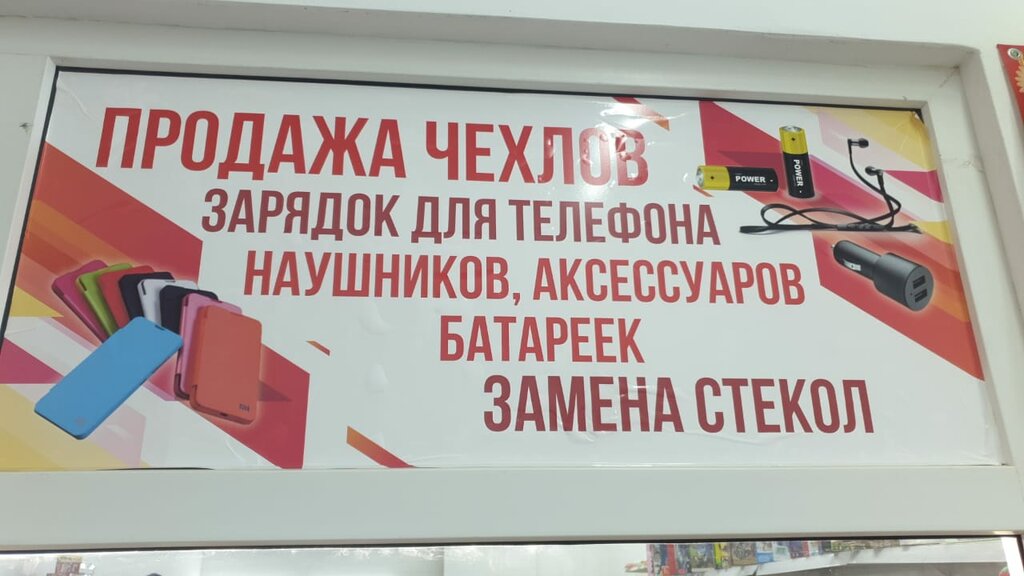 ПРОДАЖА ЧЕХЛОВ
ЗАРЯДОК ДЛЯ ТЕЛЕФОНА
НАУШНИКОВ, АКСЕССУАРОВ
БАТАРЕЕК
ЗАМЕНА СТЕКОЛ
POWER
POWER